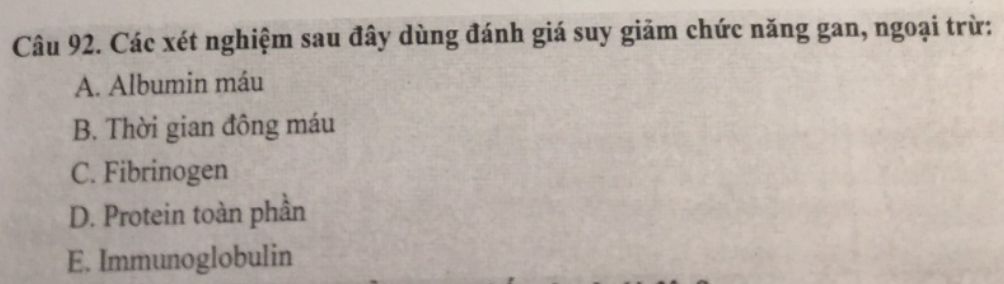 Câu 92. Các xét nghiệm sau đây dùng đánh giá suy giảm chức năng gan, ngoại trừ:
A. Albumin máu
B. Thời gian đông máu
C. Fibrinogen
D. Protein toàn phần
E. Immunoglobulin